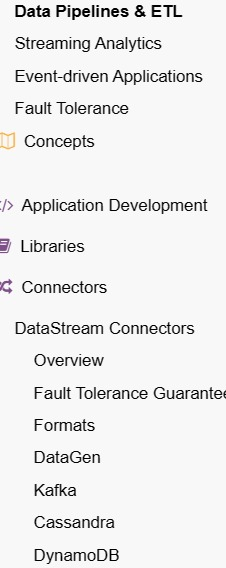 Data Pipelines & ETL
Streaming Analytics
Event-driven Applications
Fault Tolerance
Concepts
Application Development
Libraries
Connectors
DataStream Connectors
Overview
Fault Tolerance Guarantee
Formats
DataGen
Kafka
Cassandra
DynamoDB